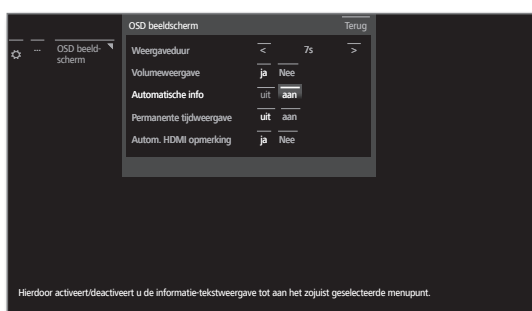 OSD beeldscherm Terug
... OSD beeld-
scherm
Weergaveduur < 7s >
Volumeweergave ja Nee
Automatische info uit aan
Permanente tijdweergave uit aan
Autom. HDMI opmerking ja Nee
Hierdoor activeert/deactiveert u de informatie-tekstweergave tot aan het zojuist geselecteerde menupunt.